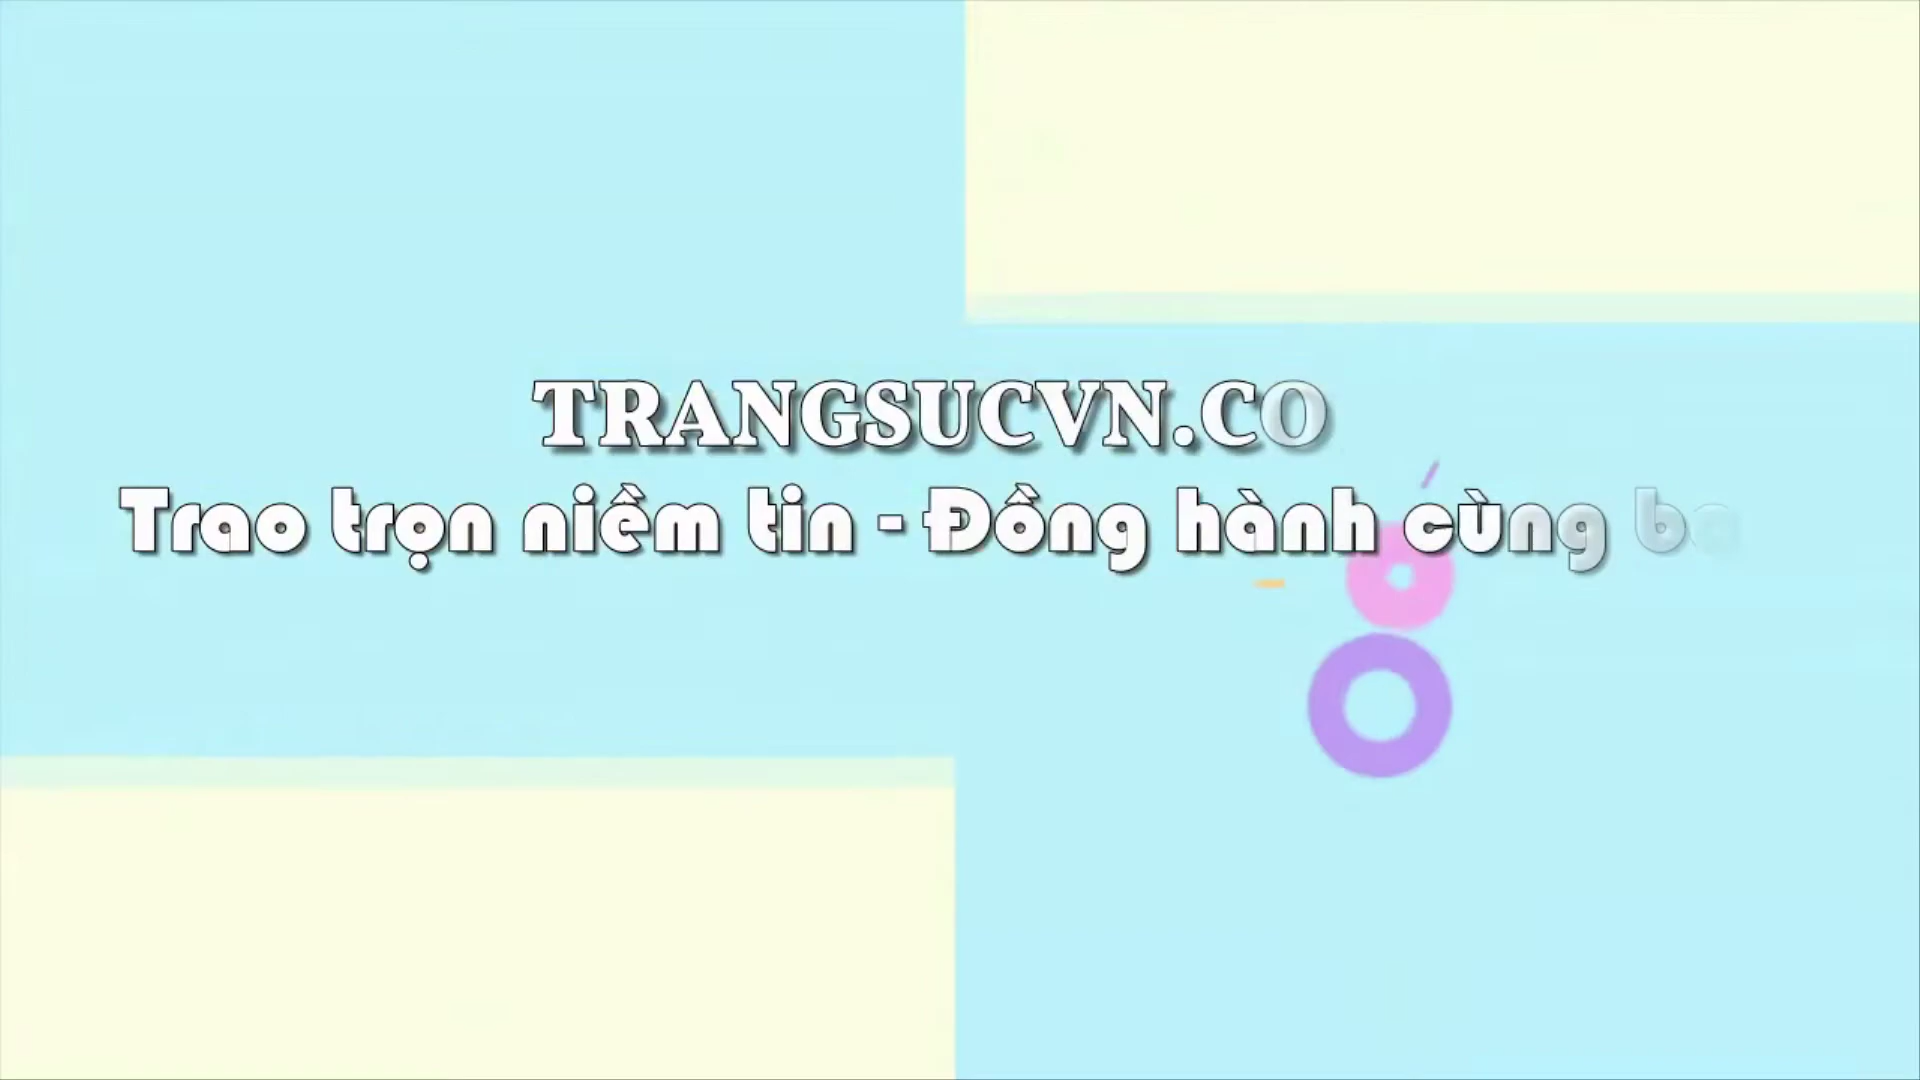 TRANGSUCVN.CO
Trao trọn niềm tin - Đồng hành cùng